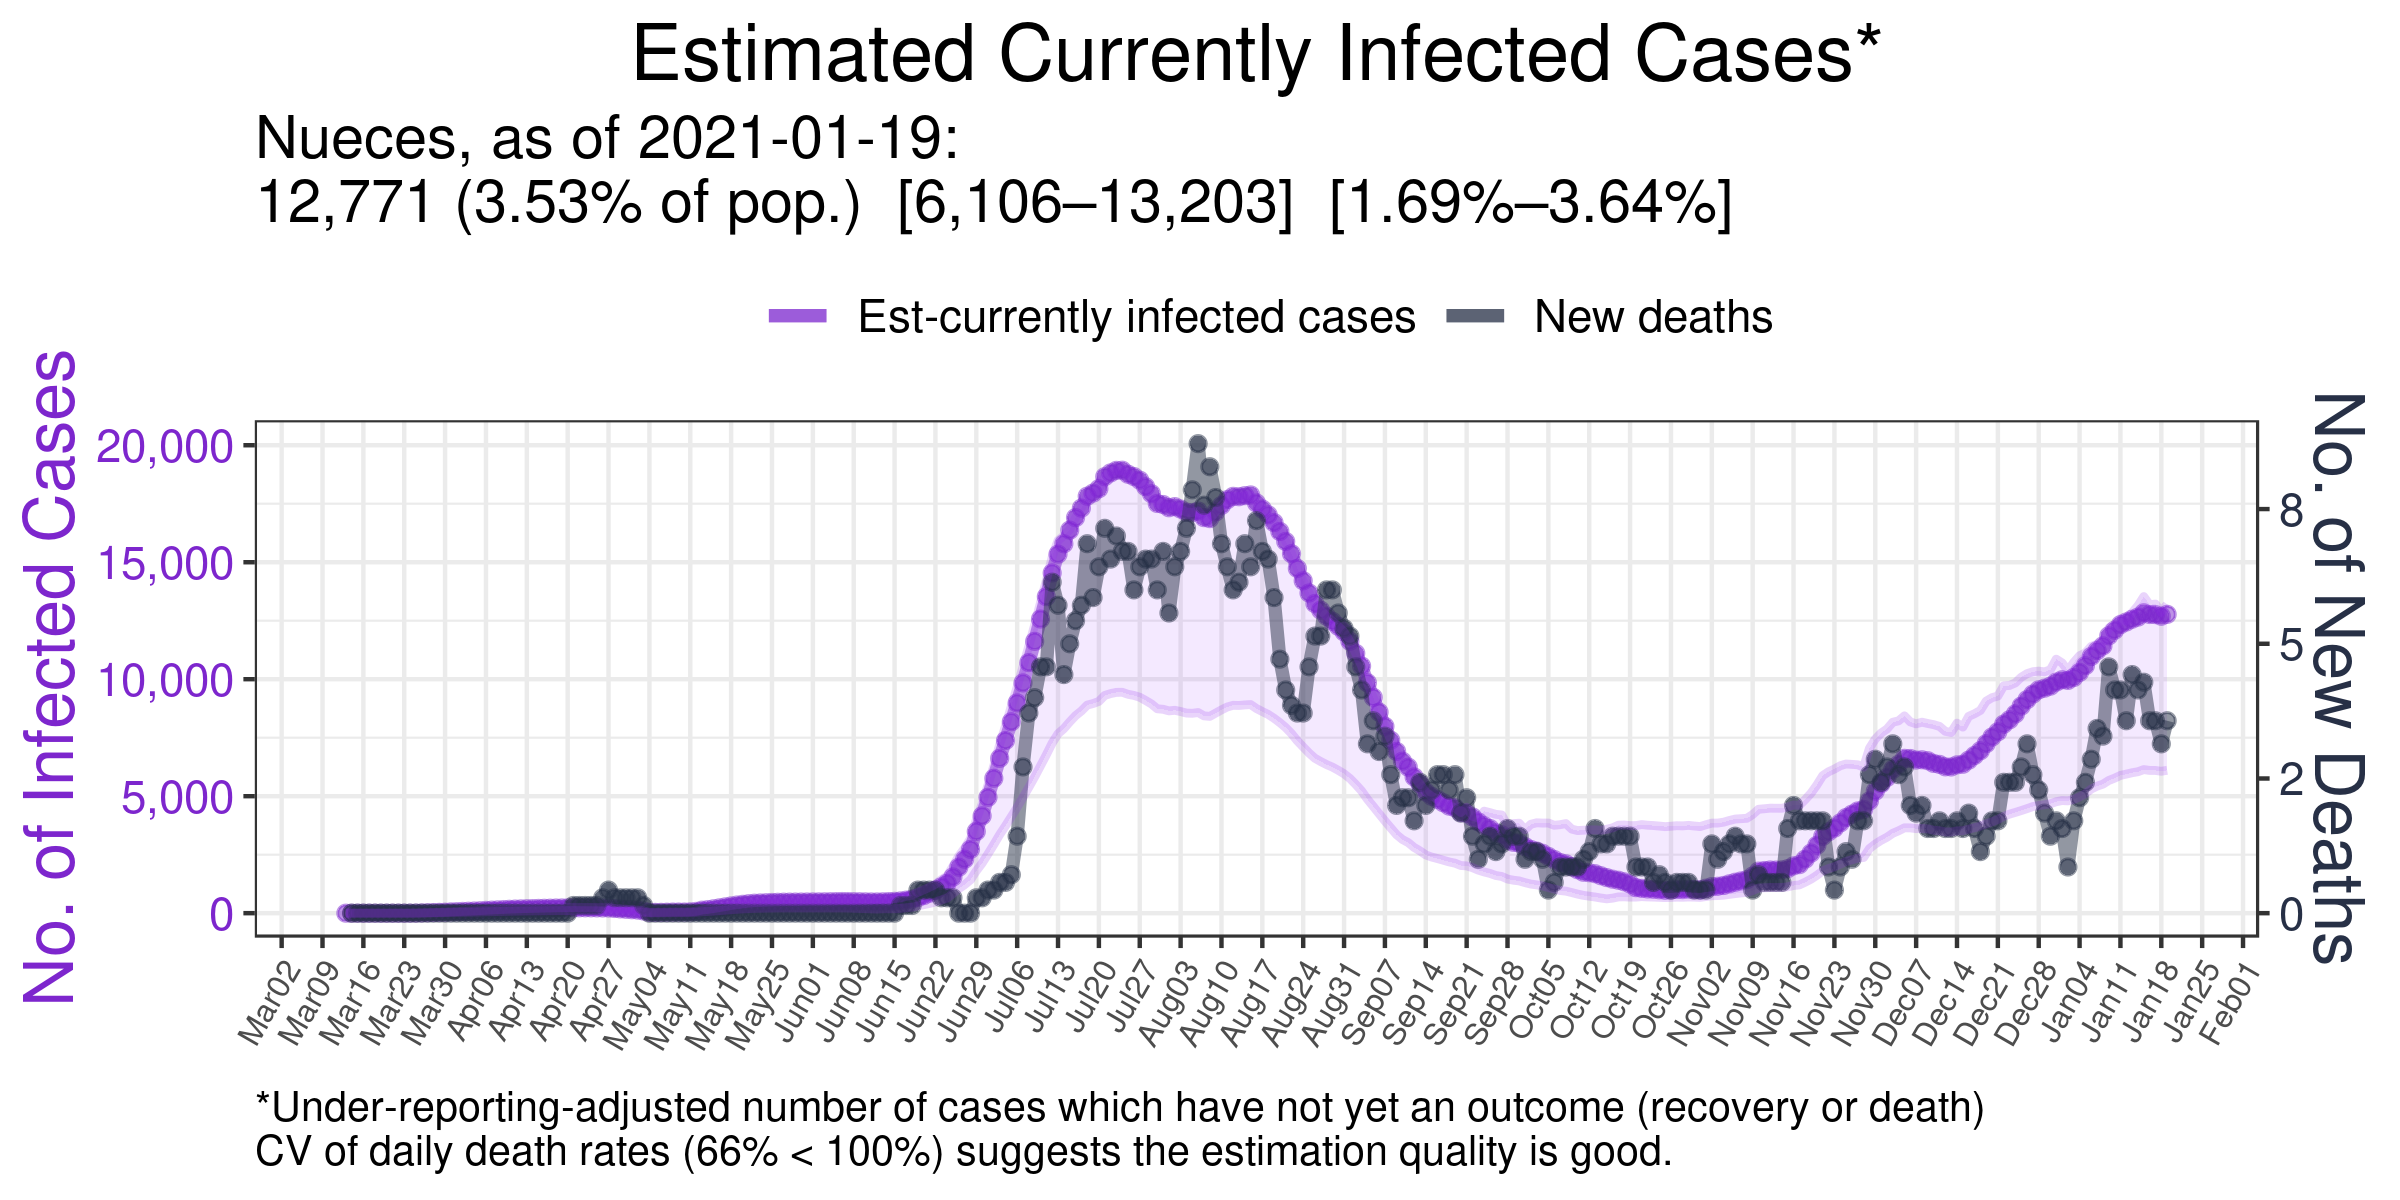 Estimated Currently Infected Cases*
Nueces, as of 2021-01-19:
12,771 (3.53% of pop.) [6,106–13,203] [1.69%–3.64%]
Est-currently infected cases New deaths
No. of Infected Cases
20,000
15,000
10,000
5,000
0
No. of New Deaths
8
5
2
0
Mar02 Mar09 Mar16 Mar23 Mar30 Apr06 Apr13 Apr20 Apr27 May04 May11 May18 May25 Jun01 Jun08 Jun15 Jun22 Jun29 Jul06 Jul13 Jul20 Jul27 Aug03 Aug10 Aug17 Aug24 Aug31 Sep07 Sep14 Sep21 Sep28 Oct05 Oct12 Oct19 Oct26 Nov02 Nov09 Nov16 Nov23 Nov30 Dec07 Dec14 Dec21 Dec28 Jan04 Jan11 Jan18 Jan25 Feb01
*Under-reporting-adjusted number of cases which have not yet an outcome (recovery or death)
CV of daily death rates (66% < 100%) suggests the estimation quality is good.